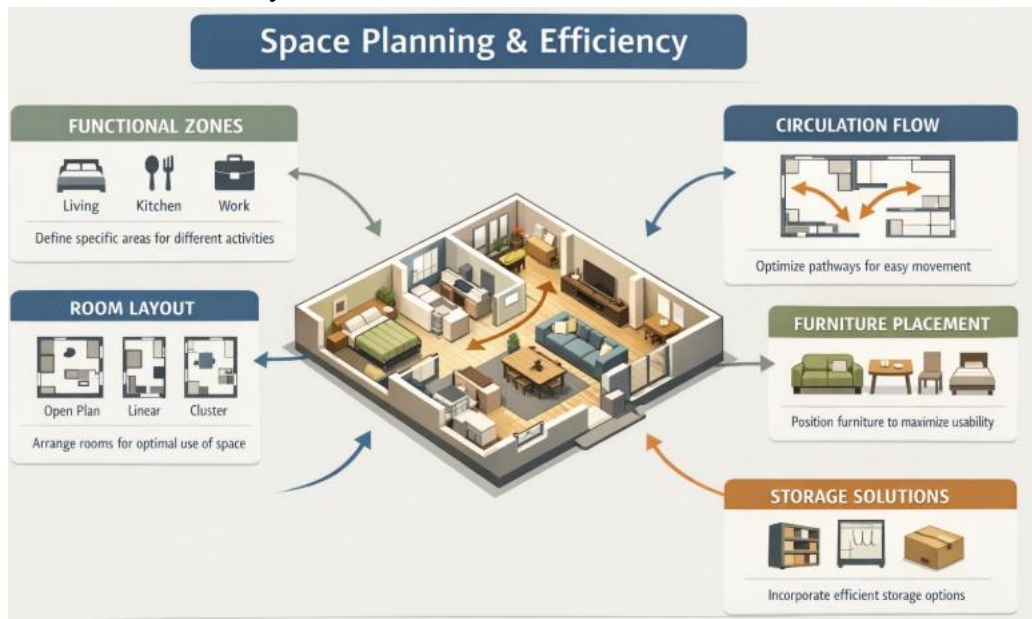 Space Planning & Efficiency
FUNCTIONAL ZONES
Living Kitchen Work
Define specific areas for different activities
ROOM LAYOUT
Open Plan Linear Cluster
Arrange rooms for optimal use of space
CIRCULATION FLOW
Optimize pathways for easy movement
FURNITURE PLACEMENT
Position furniture to maximize usability
STORAGE SOLUTIONS
Incorporate efficient storage options